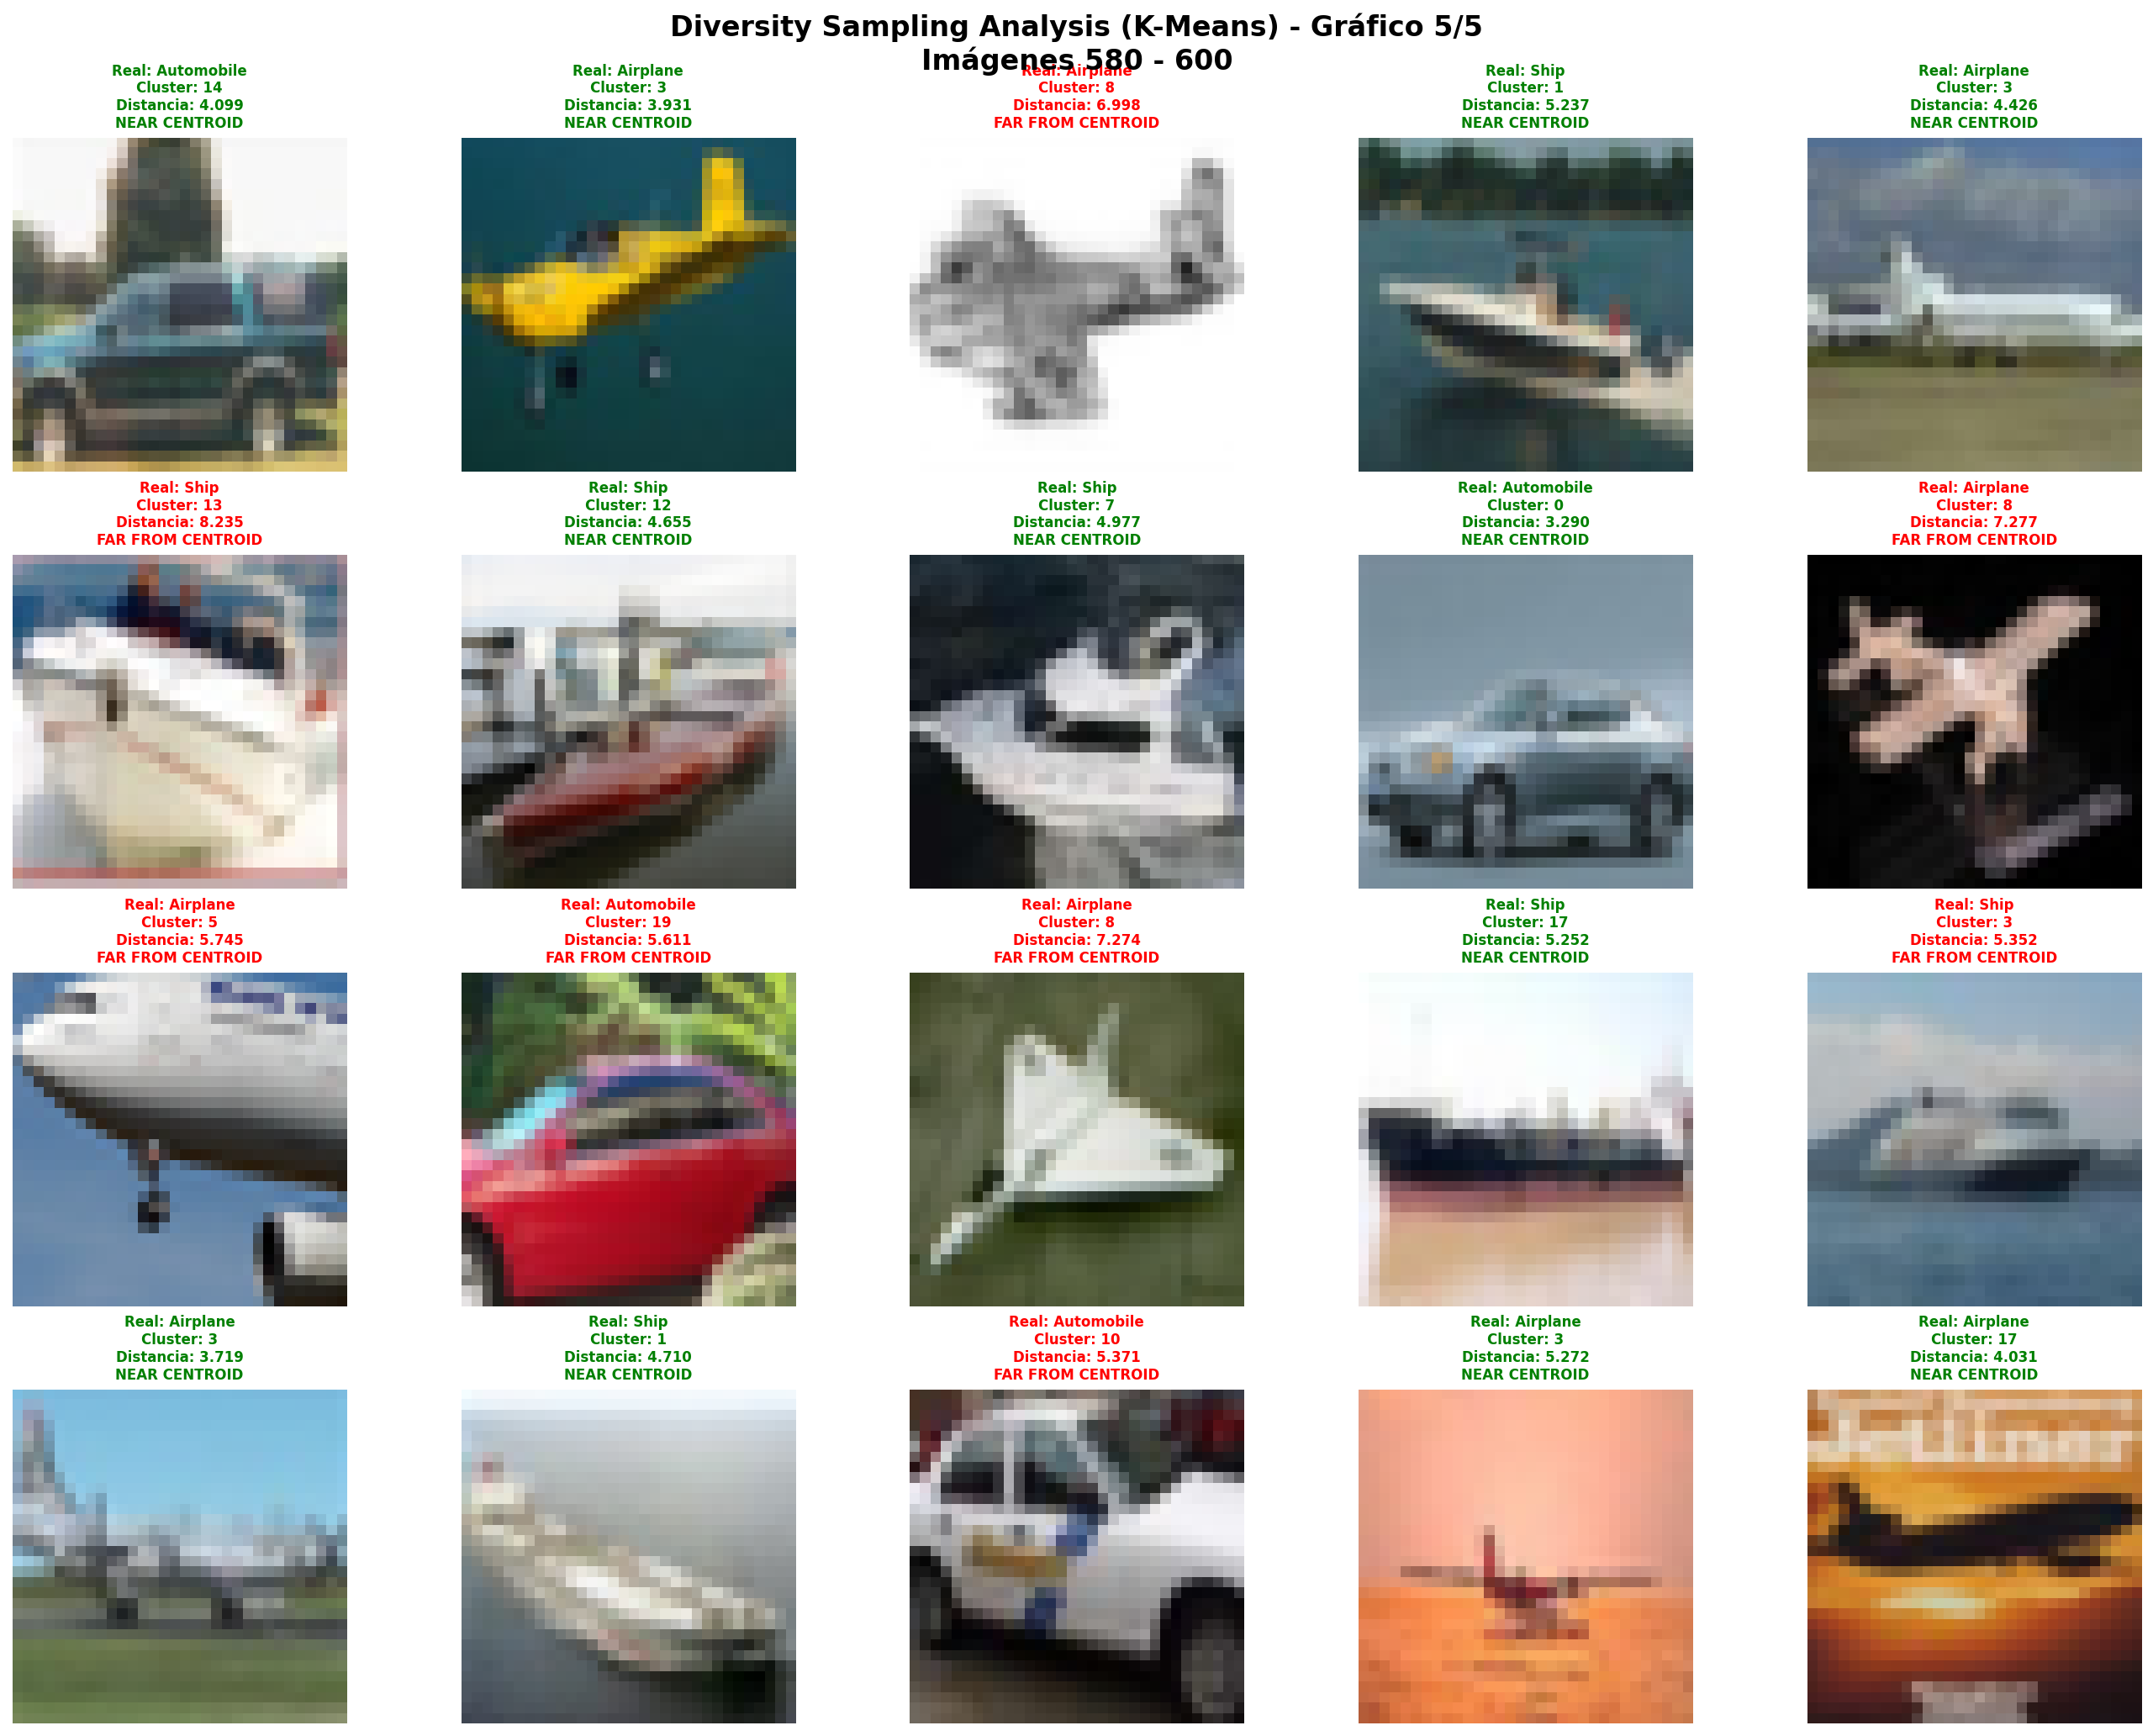 Diversity Sampling Analysis (K-Means) - Gráfico 5/5
Imágenes 580 - 600
Real: Automobile
Cluster: 14
Distancia: 4.099
NEAR CENTROID
Real: Airplane
Cluster: 3
Distancia: 3.931
NEAR CENTROID
Real: Airplane
Cluster: 8
Distancia: 6.998
FAR FROM CENTROID
Real: Ship
Cluster: 1
Distancia: 5.237
NEAR CENTROID
Real: Airplane
Cluster: 3
Distancia: 4.426
NEAR CENTROID
Real: Ship
Cluster: 13
Distancia: 8.235
FAR FROM CENTROID
Real: Ship
Cluster: 12
Distancia: 4.655
NEAR CENTROID
Real: Ship
Cluster: 7
Distancia: 4.977
NEAR CENTROID
Real: Automobile
Cluster: 0
Distancia: 3.290
NEAR CENTROID
Real: Airplane
Cluster: 8
Distancia: 7.277
FAR FROM CENTROID
Real: Airplane
Cluster: 5
Distancia: 5.745
FAR FROM CENTROID
Real: Automobile
Cluster: 19
Distancia: 5.611
FAR FROM CENTROID
Real: Airplane
Cluster: 8
Distancia: 7.274
FAR FROM CENTROID
Real: Ship
Cluster: 17
Distancia: 5.252
NEAR CENTROID
Real: Ship
Cluster: 3
Distancia: 5.352
FAR FROM CENTROID
Real: Airplane
Cluster: 3
Distancia: 3.719
NEAR CENTROID
Real: Ship
Cluster: 1
Distancia: 4.710
NEAR CENTROID
Real: Automobile
Cluster: 10
Distancia: 5.371
FAR FROM CENTROID
Real: Airplane
Cluster: 3
Distancia: 5.272
NEAR CENTROID
Real: Airplane
Cluster: 17
Distancia: 4.031
NEAR CENTROID